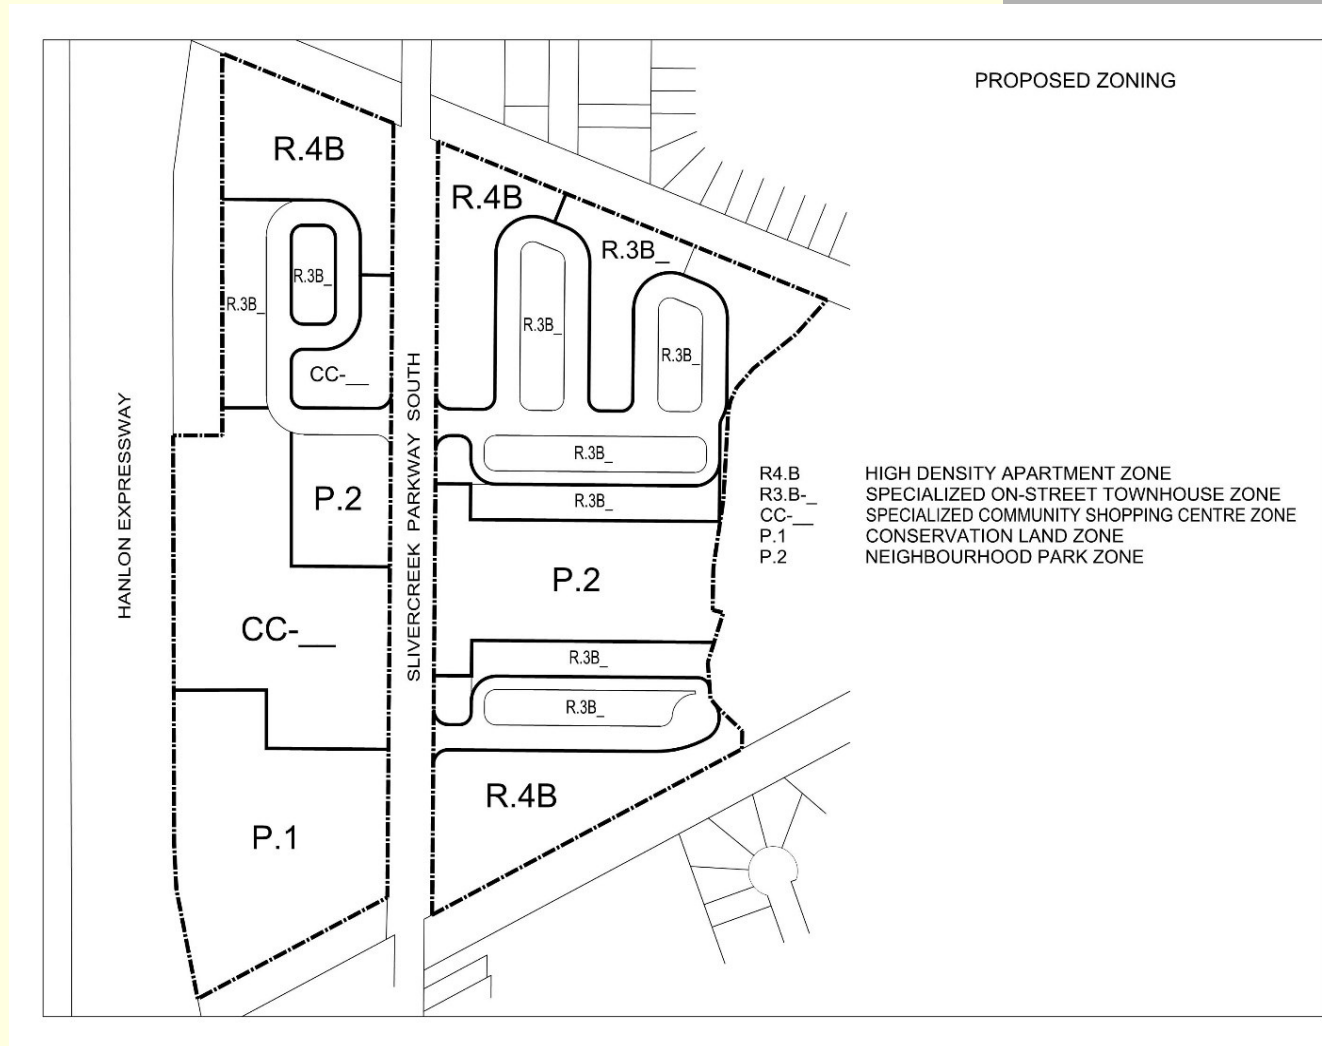 PROPOSED ZONING
R.4B
R.4B
R.3B_
R.3B_
R.3B_
R.3B_
R.3B_
CC-__
R.3B_
P.2
R.3B_
P.2
CC-__
R.3B_
R.3B_
R.4B
P.1
HANLON EXPRESSWAY
SLIVERCREEK PARKWAY SOUTH
R4.B HIGH DENSITY APARTMENT ZONE
R3.B-_ SPECIALIZED ON-STREET TOWNHOUSE ZONE
CC-__ SPECIALIZED COMMUNITY SHOPPING CENTRE ZONE
P.1 CONSERVATION LAND ZONE
P.2 NEIGHBOURHOOD PARK ZONE